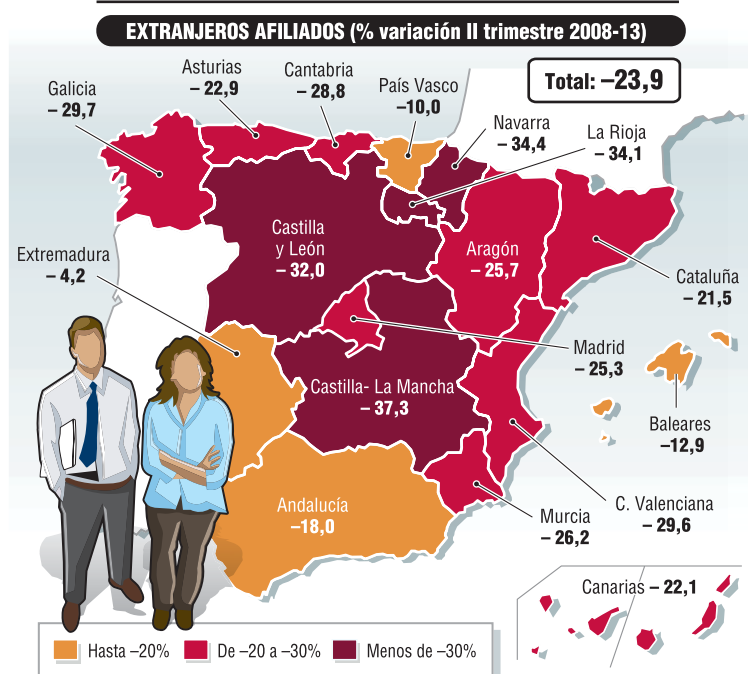 EXTRANJEROS AFILIADOS (% variación II trimestre 2008-13)
Total: –23,9
Galicia
– 29,7
Asturias
– 22,9
Cantabria
– 28,8
País Vasco
–10,0
Navarra
– 34,4
La Rioja
– 34,1
Extremadura
– 4,2
Castilla
y León
– 32,0
Aragón
– 25,7
Cataluña
– 21,5
Madrid
– 25,3
Castilla- La Mancha
– 37,3
Baleares
–12,9
Andalucía
–18,0
Murcia
– 26,2
C. Valenciana
– 29,6
Canarias – 22,1
Hasta –20%
De –20 a –30%
Menos de –30%